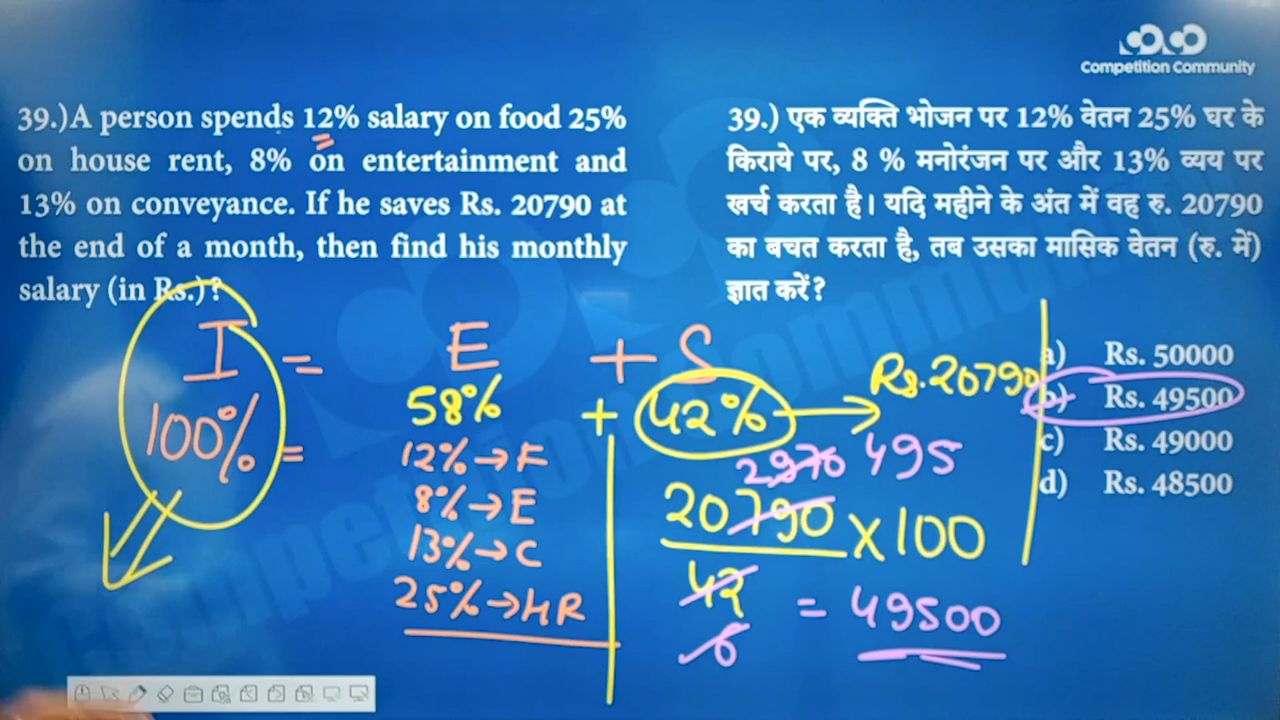 Competition Community
39.)A person spends 12% salary on food 25%
on house rent, 8% on entertainment and
13% on conveyance. If he saves Rs. 20790 at
the end of a month, then find his monthly
salary (in Rs.)?
39.) एक व्यक्ति भोजन पर 12% वेतन 25% घर के
किराये पर, 8 % मनोरंजन पर और 13% व्यय पर
खर्च करता है। यदि महीने के अंत में वह रु. 20790
का बचत करता है, तब उसका मासिक वेतन (रु. में)
ज्ञात करें?
a) Rs. 50000
b) Rs. 49500
c) Rs. 49000
d) Rs. 48500
I = E + S
100% = 58% + 42% → Rs.20790
12% → F
8% → E
13% → C
25% → HR
2970 495
20790 x 100
42
6
= 49500
Competition Community